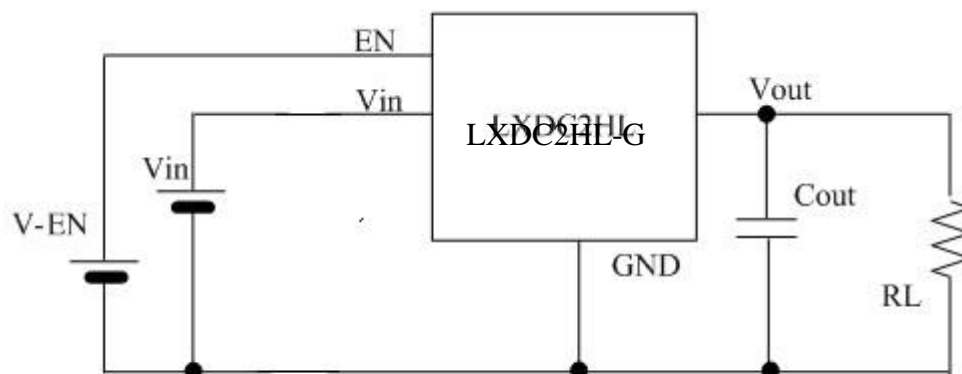 EN
Vin
LXDC2HL-G
Vout
Vin
Cout
V-EN
GND
RL